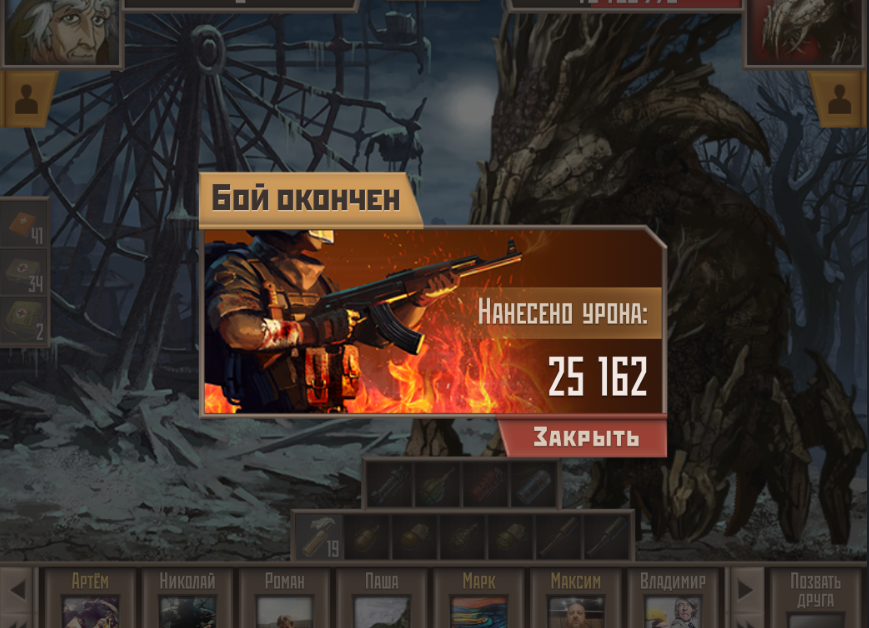 Бой окончен
41
34
2
Нанесено урона:
25 162
Закрыть
19
Артём
Николай
Роман
Паша
Марк
Максим
Владимир
Позвать
друга